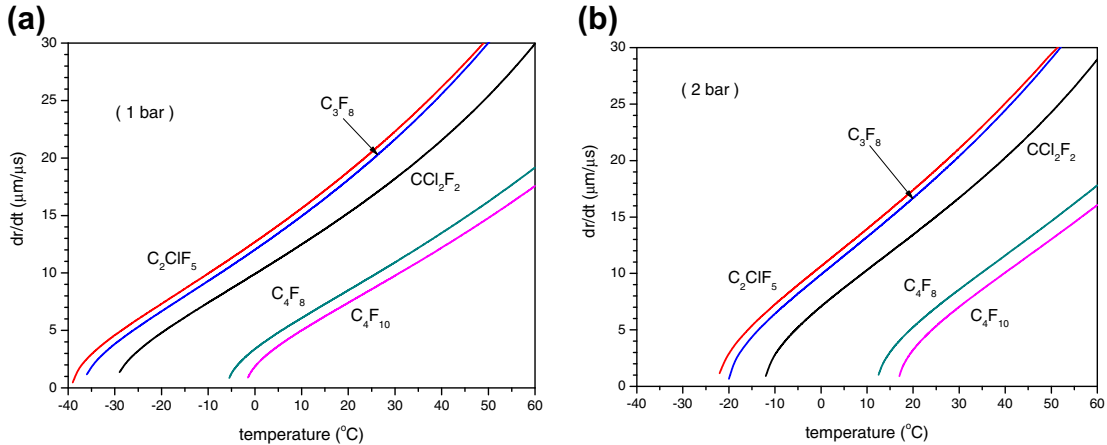 (a)
( 1 bar )
C₃F₈
CCl₂F₂
C₂ClF₅
C₄F₈
C₄F₁₀
dr/dt (μm/μs)
30
25
20
15
10
5
0
-40 -30 -20 -10 0 10 20 30 40 50 60
temperature (°C)
(b)
( 2 bar )
C₃F₈
CCl₂F₂
C₂ClF₅
C₄F₈
C₄F₁₀
dr/dt (μm/μs)
30
25
20
15
10
5
0
-40 -30 -20 -10 0 10 20 30 40 50 60
temperature (°C)